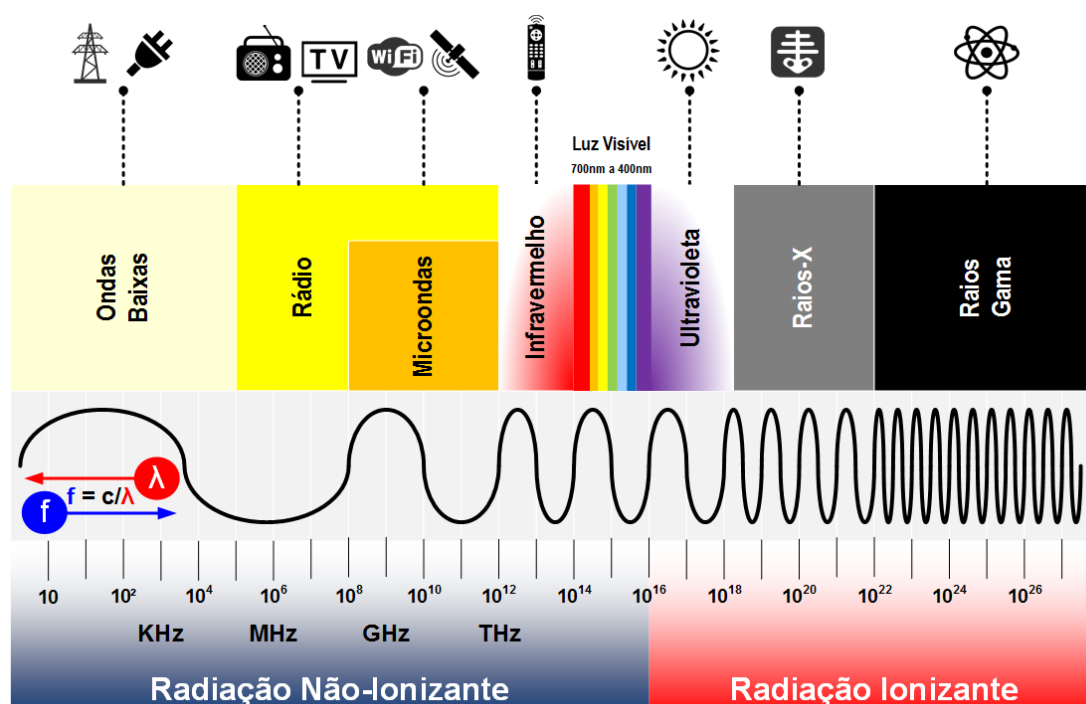 TV
WiFi
Luz Visível
700nm a 400nm
Ondas
Baixas
Rádio
Microondas
Infravermelho
Ultravioleta
Raios-X
Raios
Gama
λ
f = c/λ
f
10 10² 10⁴ 10⁶ 10⁸ 10¹⁰ 10¹² 10¹⁴ 10¹⁶ 10¹⁸ 10²⁰ 10²² 10²⁴ 10²⁶
KHz MHz GHz THz
Radiação Não-Ionizante Radiação Ionizante